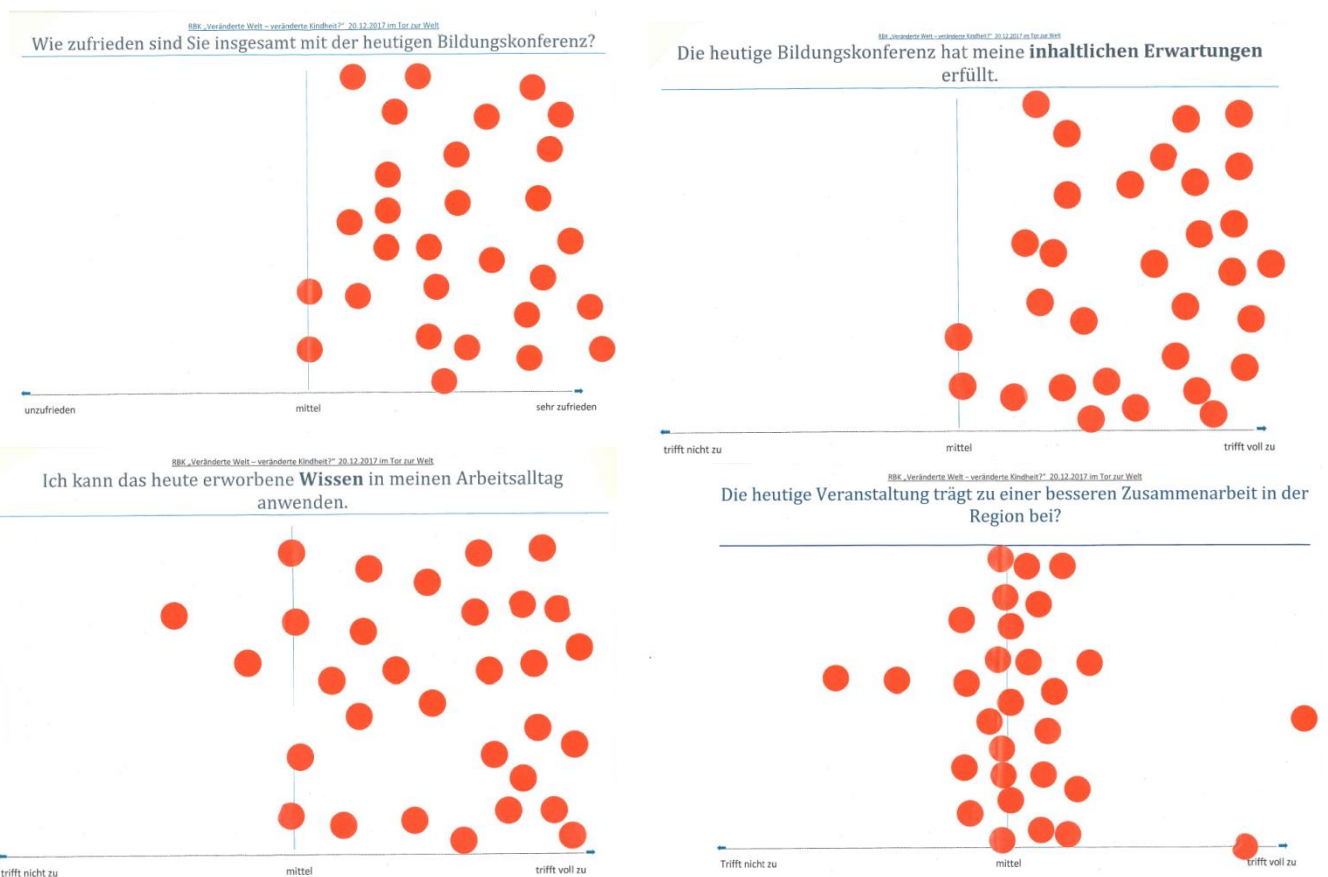 RBK „Veränderte Welt – veränderte Kindheit?" 20.12.2017 im Tor zur Welt
Wie zufrieden sind Sie insgesamt mit der heutigen Bildungskonferenz?
unzufrieden
mittel
sehr zufrieden
RBK „Veränderte Welt – veränderte Kindheit?" 20.12.2017 im Tor zur Welt
Die heutige Bildungskonferenz hat meine inhaltlichen Erwartungen
erfüllt.
trifft nicht zu
mittel
trifft voll zu
RBK „Veränderte Welt – veränderte Kindheit?" 20.12.2017 im Tor zur Welt
Ich kann das heute erworbene Wissen in meinen Arbeitsalltag
anwenden.
trifft nicht zu
mittel
trifft voll zu
RBK „Veränderte Welt – veränderte Kindheit?" 20.12.2017 im Tor zur Welt
Die heutige Veranstaltung trägt zu einer besseren Zusammenarbeit in der
Region bei?
Trifft nicht zu
mittel
trifft voll zu